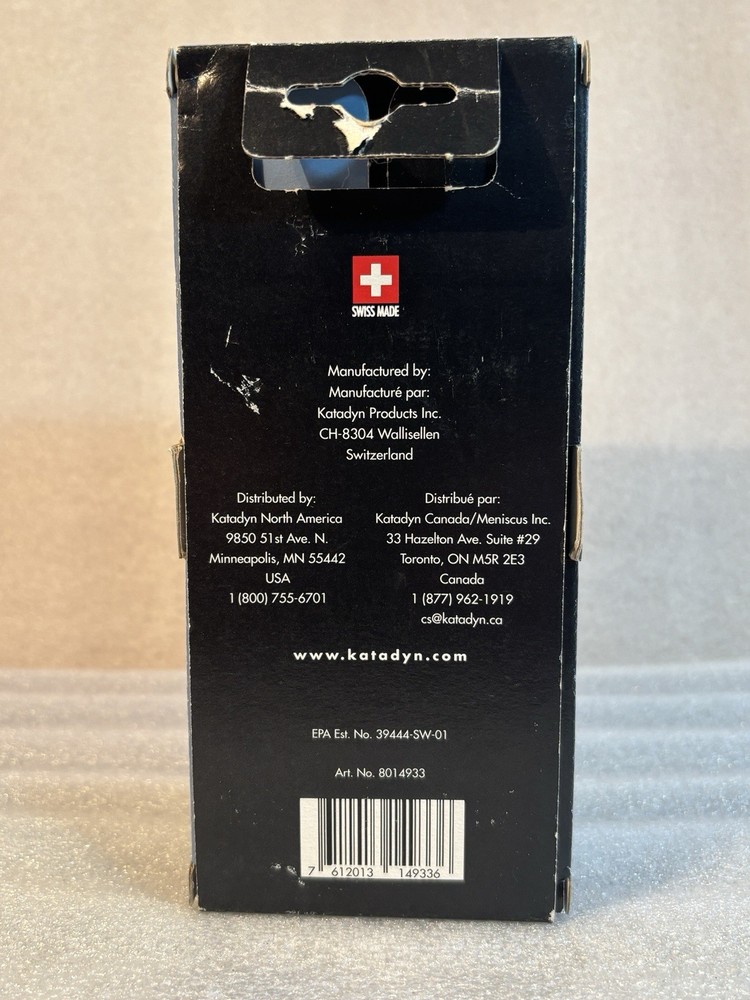 SWISS MADE
Manufactured by:
Manufacturé par:
Katadyn Products Inc.
CH-8304 Wallisellen
Switzerland
Distributed by:
Katadyn North America
9850 51st Ave. N.
Minneapolis, MN 55442
USA
1 (800) 755-6701
Distribué par:
Katadyn Canada/Meniscus Inc.
33 Hazelton Ave. Suite #29
Toronto, ON M5R 2E3
Canada
1 (877) 962-1919
cs@katadyn.ca
www.katadyn.com
EPA Est. No. 39444-SW-01
Art. No. 8014933
7 612013 149336